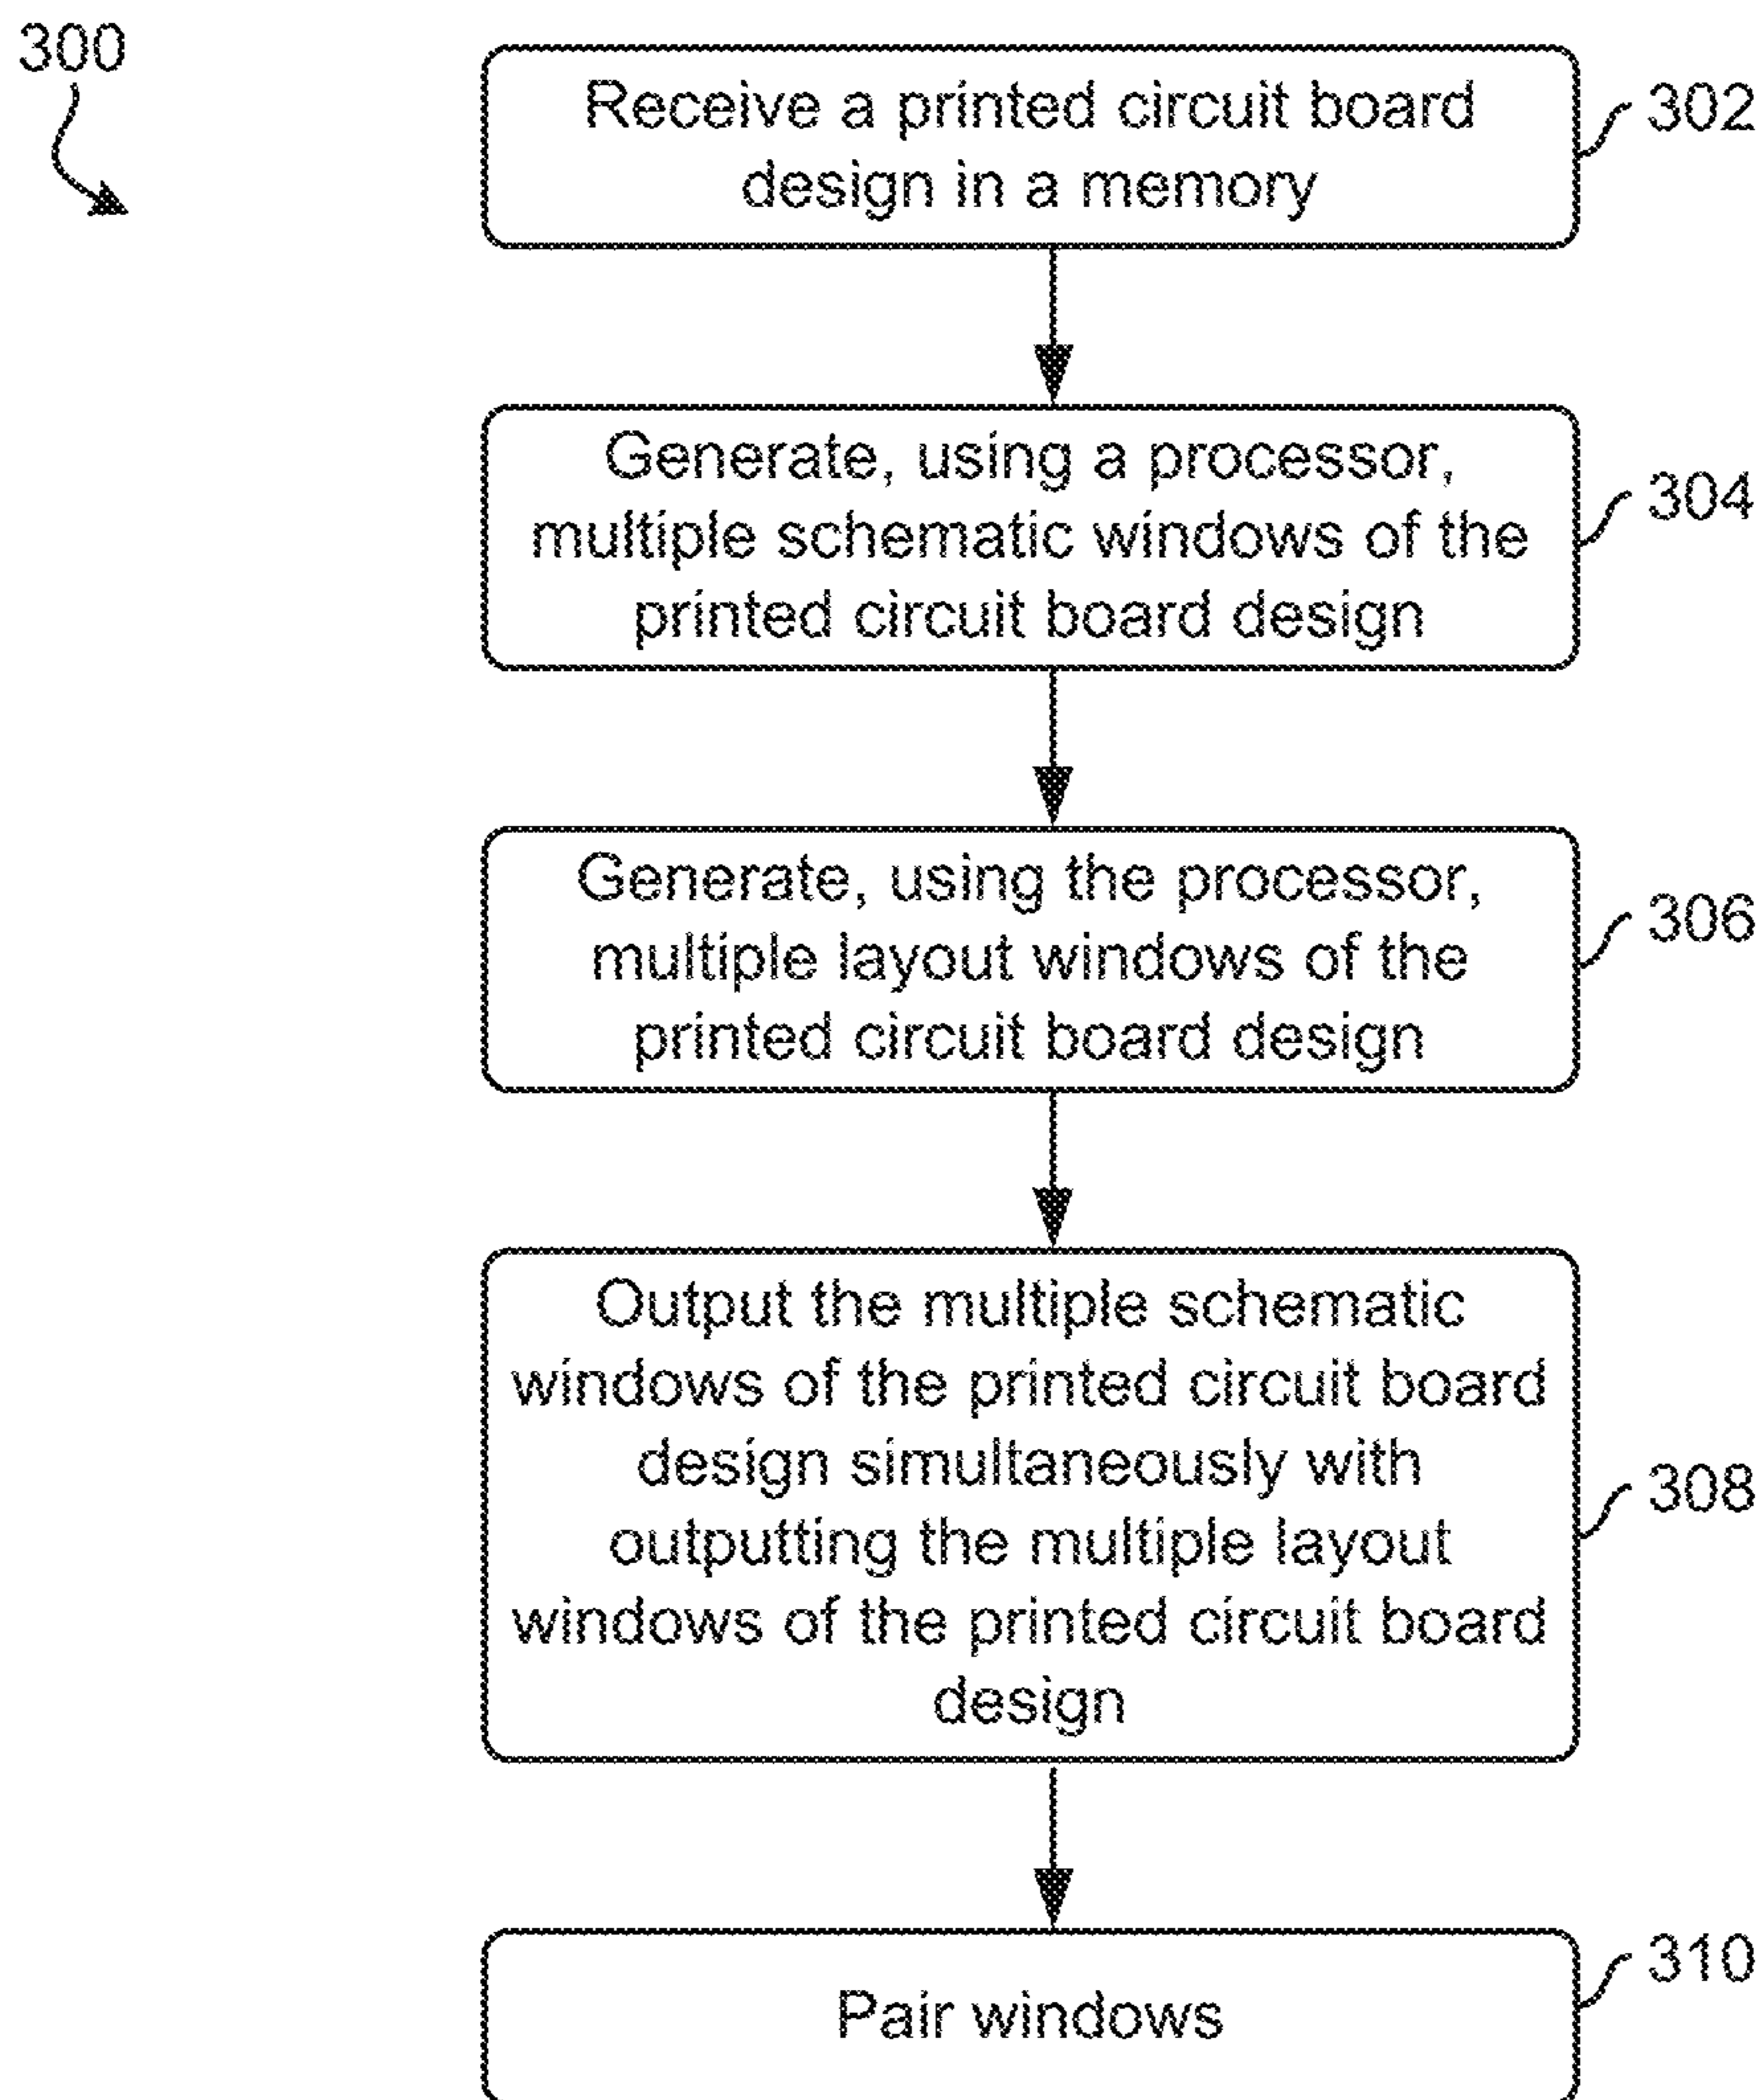 300
Receive a printed circuit board
design in a memory
302
Generate, using a processor,
multiple schematic windows of the
printed circuit board design
304
Generate, using the processor,
multiple layout windows of the
printed circuit board design
306
Output the multiple schematic
windows of the printed circuit board
design simultaneously with
outputting the multiple layout
windows of the printed circuit board
design
308
Pair windows
310